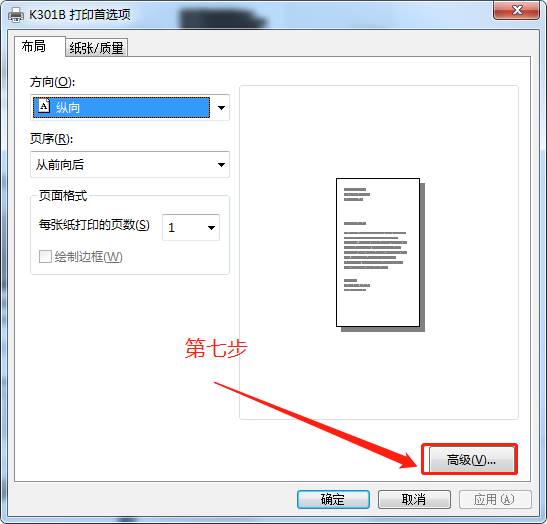 K301B 打印首选项
布局
纸张/质量
方向(O):
纵向
页序(R):
从前向后
页面格式
每张纸打印的页数(S)
1
绘制边框(W)
第七步
高级(V)...
确定
取消
应用 (A)